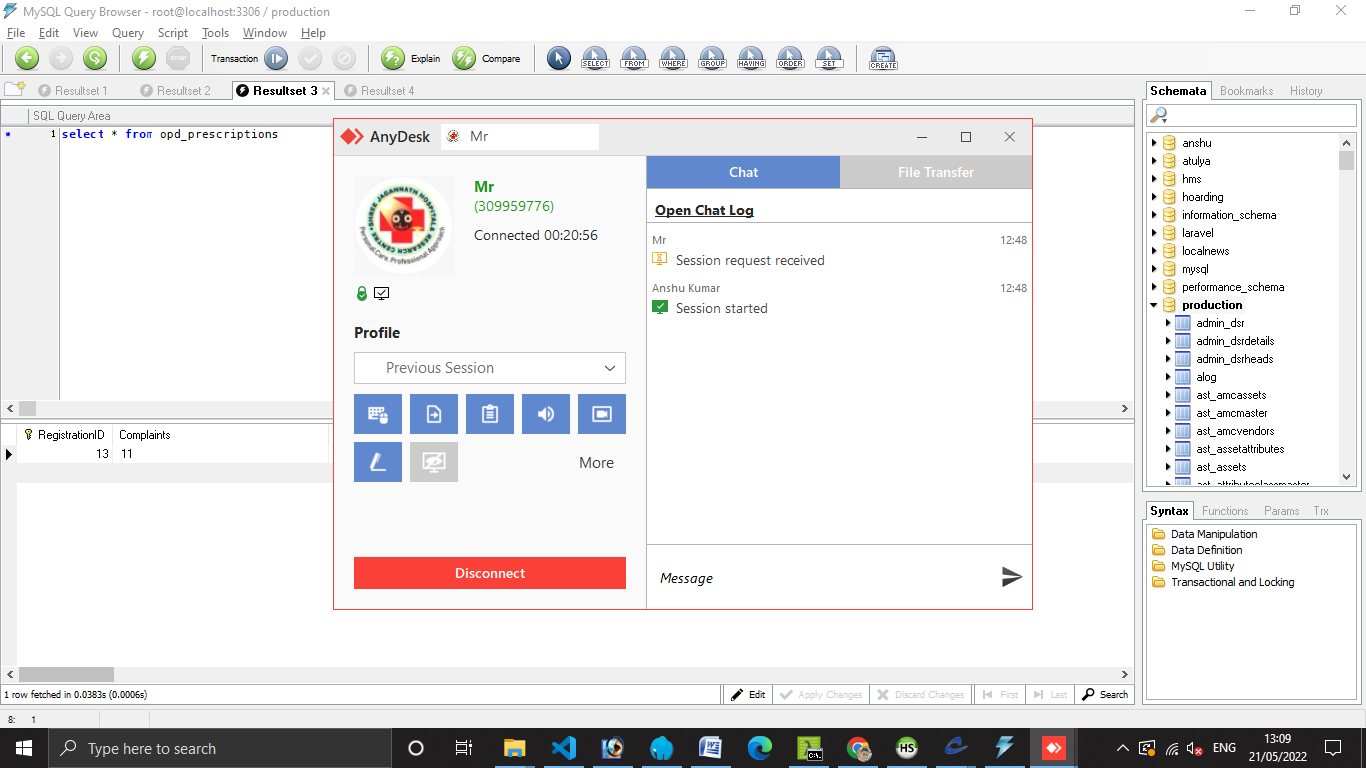 MySQL Query Browser - root@localhost:3306 / production
File Edit View Query Script Tools Window Help
STOP Transaction Explain Compare SELECT FROM WHERE GROUP HAVING ORDER SET CREATE
Resultset 1 Resultset 2 Resultset 3 Resultset 4
SQL Query Area
1 select * from opd_prescriptions
RegistrationID Complaints
13 11
1 row fetched in 0.0383s (0.0006s)
Edit Apply Changes Discard Changes First Last Search
8: 1
AnyDesk Mr
SHREE JAGANNATH HOSPITAL & RESEARCH CENTRE
Personal Care, Professional Approach
Mr
(309959776)
Connected 00:20:56
Profile
Previous Session
More
Disconnect
Chat File Transfer
Open Chat Log
Mr 12:48
Session request received
Anshu Kumar 12:48
Session started
Message
Schemata Bookmarks History
anshu
atulya
hms
hoarding
information_schema
laravel
localnews
mysql
performance_schema
production
admin_dsr
admin_dsrdetails
admin_dsrheads
alog
ast_amcassets
ast_amcmaster
ast_amcvendors
ast_assetattributes
ast_assets
ast_attributeclassmaster
Syntax Functions Params Trx
Data Manipulation
Data Definition
MySQL Utility
Transactional and Locking
Type here to search
C:\_
HS
ENG
13:09
21/05/2022